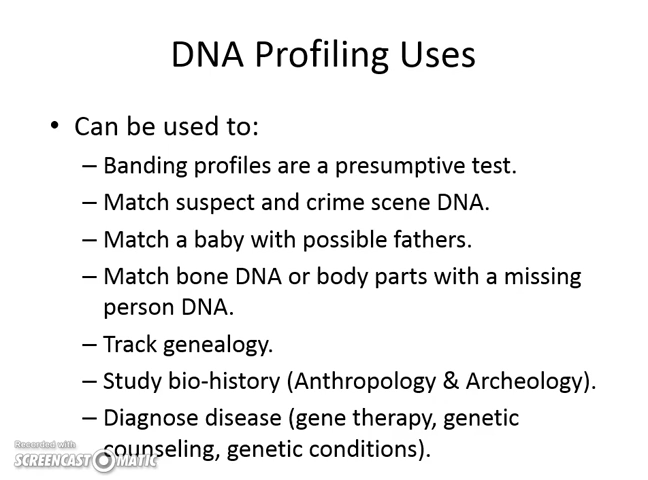 DNA Profiling Uses
• Can be used to:
– Banding profiles are a presumptive test.
– Match suspect and crime scene DNA.
– Match a baby with possible fathers.
– Match bone DNA or body parts with a missing
person DNA.
– Track genealogy.
– Study bio-history (Anthropology & Archeology).
– Diagnose disease (gene therapy, genetic
counseling, genetic conditions).
Recorded with
SCREENCAST-O-MATIC